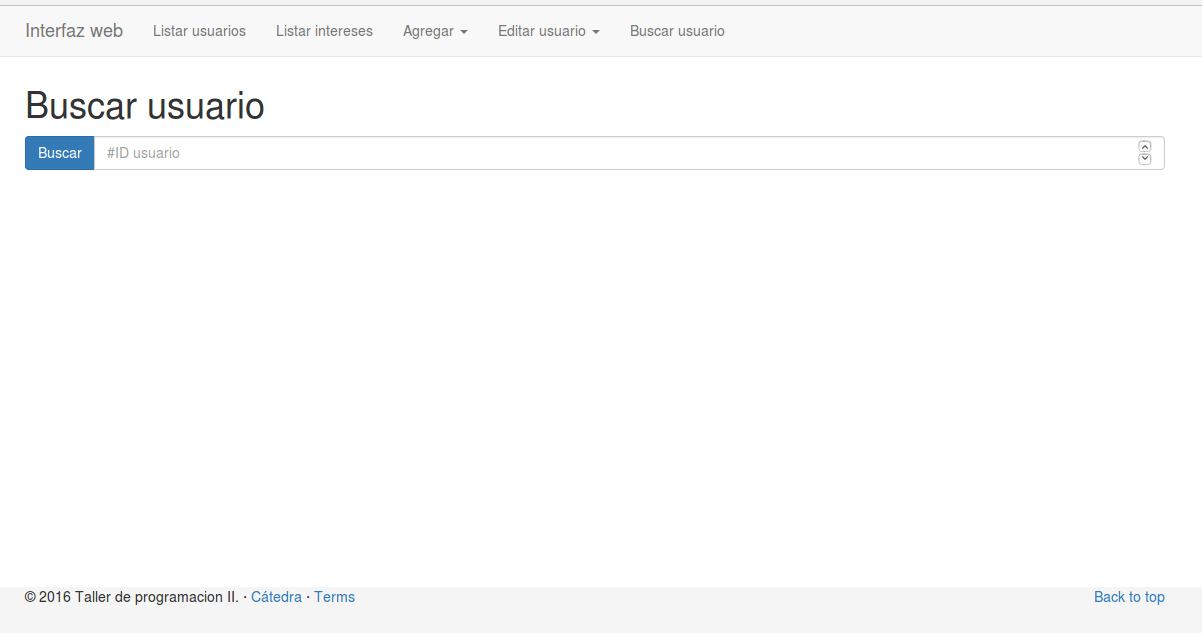 Interfaz web Listar usuarios Listar intereses Agregar Editar usuario Buscar usuario
Buscar usuario
Buscar #ID usuario
© 2016 Taller de programacion II. · Cátedra · Terms Back to top